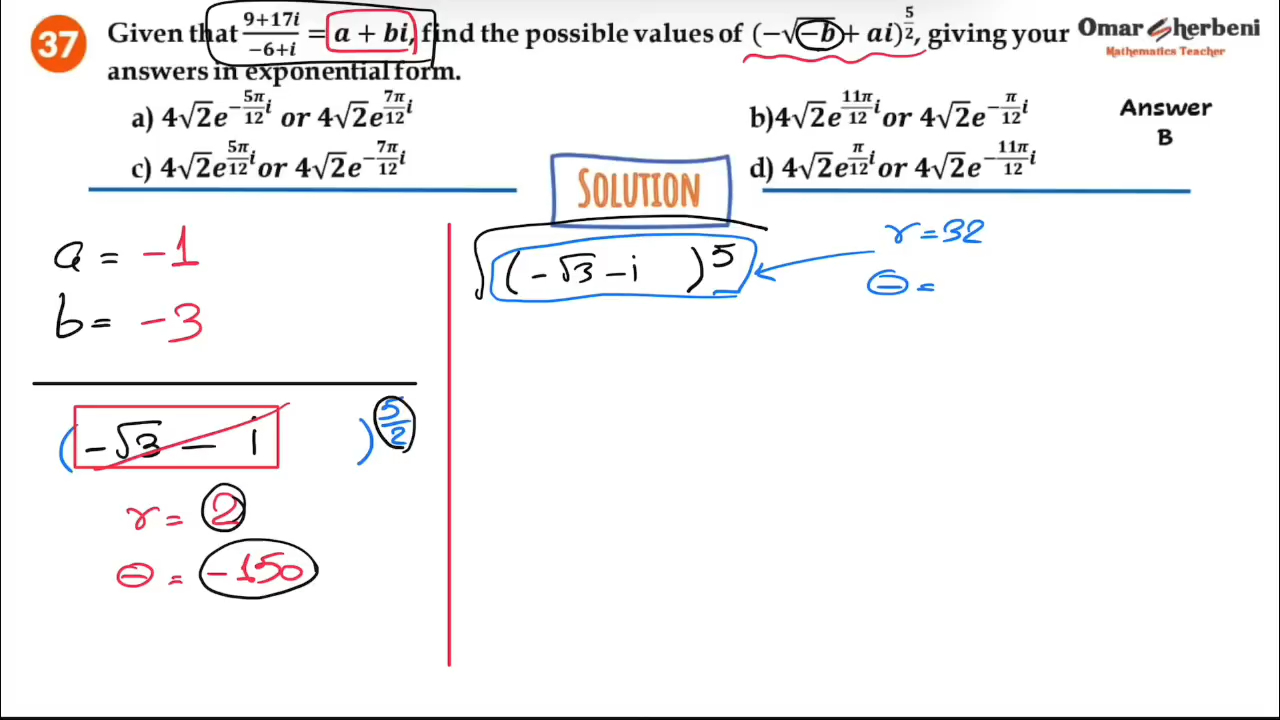 37 Given that (9+17i)/(-6+i) = a + bi, find the possible values of (−√−b + ai)^(5/2), giving your
answers in exponential form.
Omar Sherbeni
Mathematics Teacher
a) 4√2e^(−5π/12 i) or 4√2e^(7π/12 i)
b)4√2e^(11π/12 i) or 4√2e^(−π/12 i)
c) 4√2e^(5π/12 i) or 4√2e^(−7π/12 i)
d) 4√2e^(π/12 i) or 4√2e^(−11π/12 i)
Answer
B
SOLUTION
a = -1
b = -3
(-√3 - i )^(5/2)
r = 2
θ = -150
√(-√3 - i )^5
r = 32
θ =